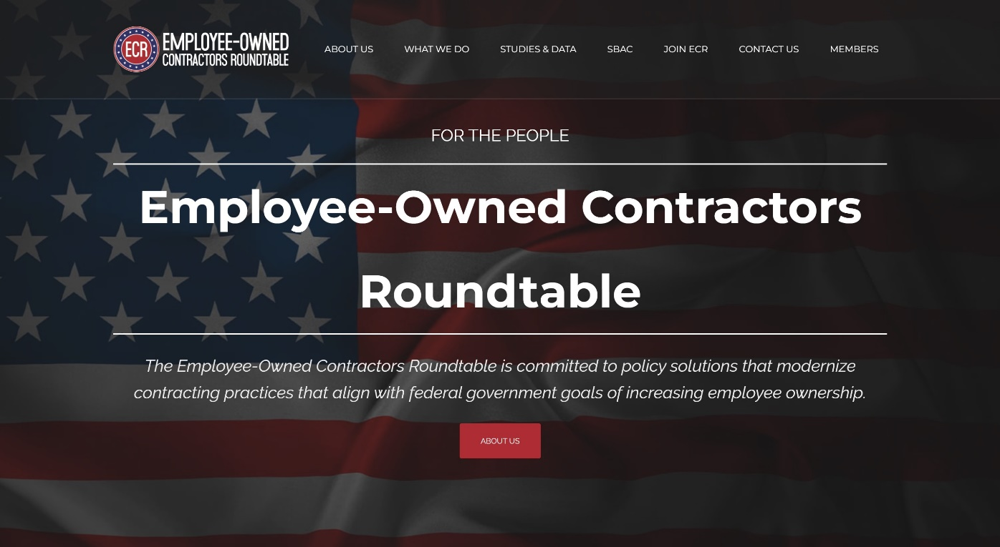 ECR
EMPLOYEE-OWNED
CONTRACTORS ROUNDTABLE
ABOUT US
WHAT WE DO
STUDIES & DATA
SBAC
JOIN ECR
CONTACT US
MEMBERS
FOR THE PEOPLE
Employee-Owned Contractors
Roundtable
The Employee-Owned Contractors Roundtable is committed to policy solutions that modernize
contracting practices that align with federal government goals of increasing employee ownership.
ABOUT US